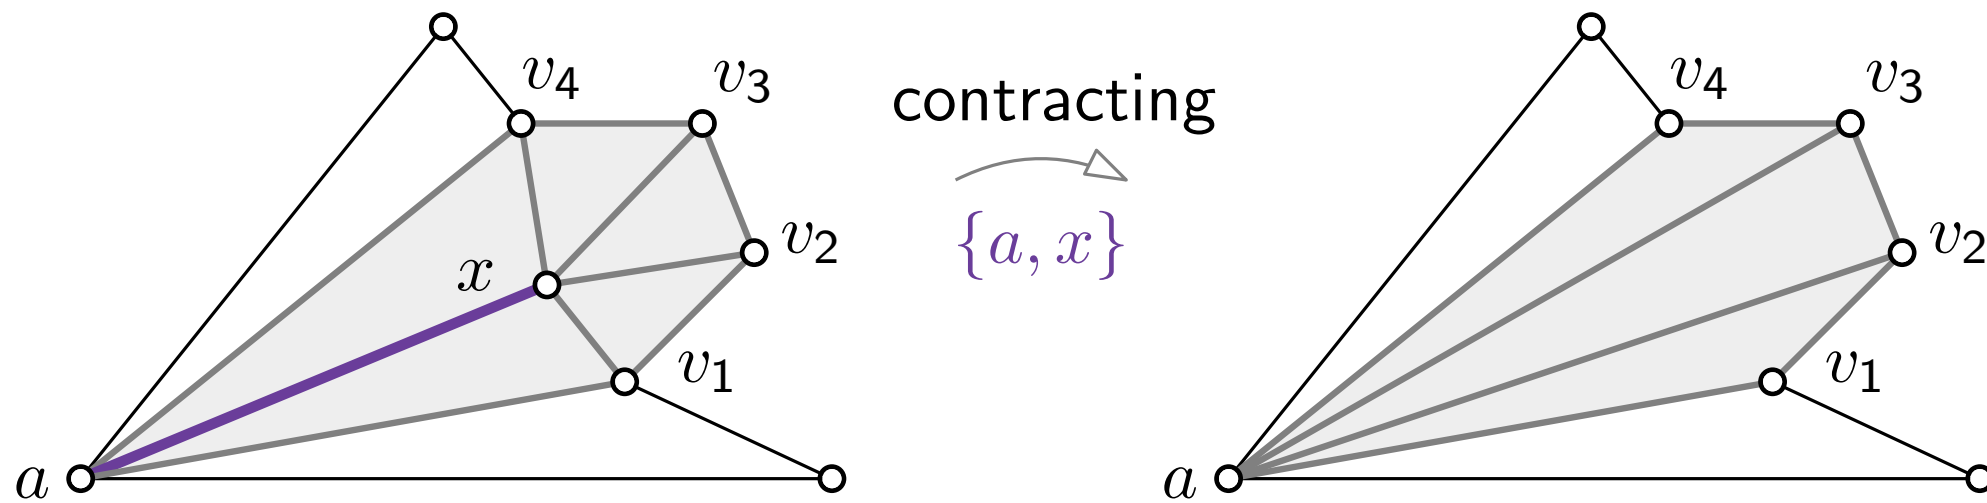 v4
v3
x
v2
v1
a
contracting
{a, x}
v4
v3
v2
v1
a